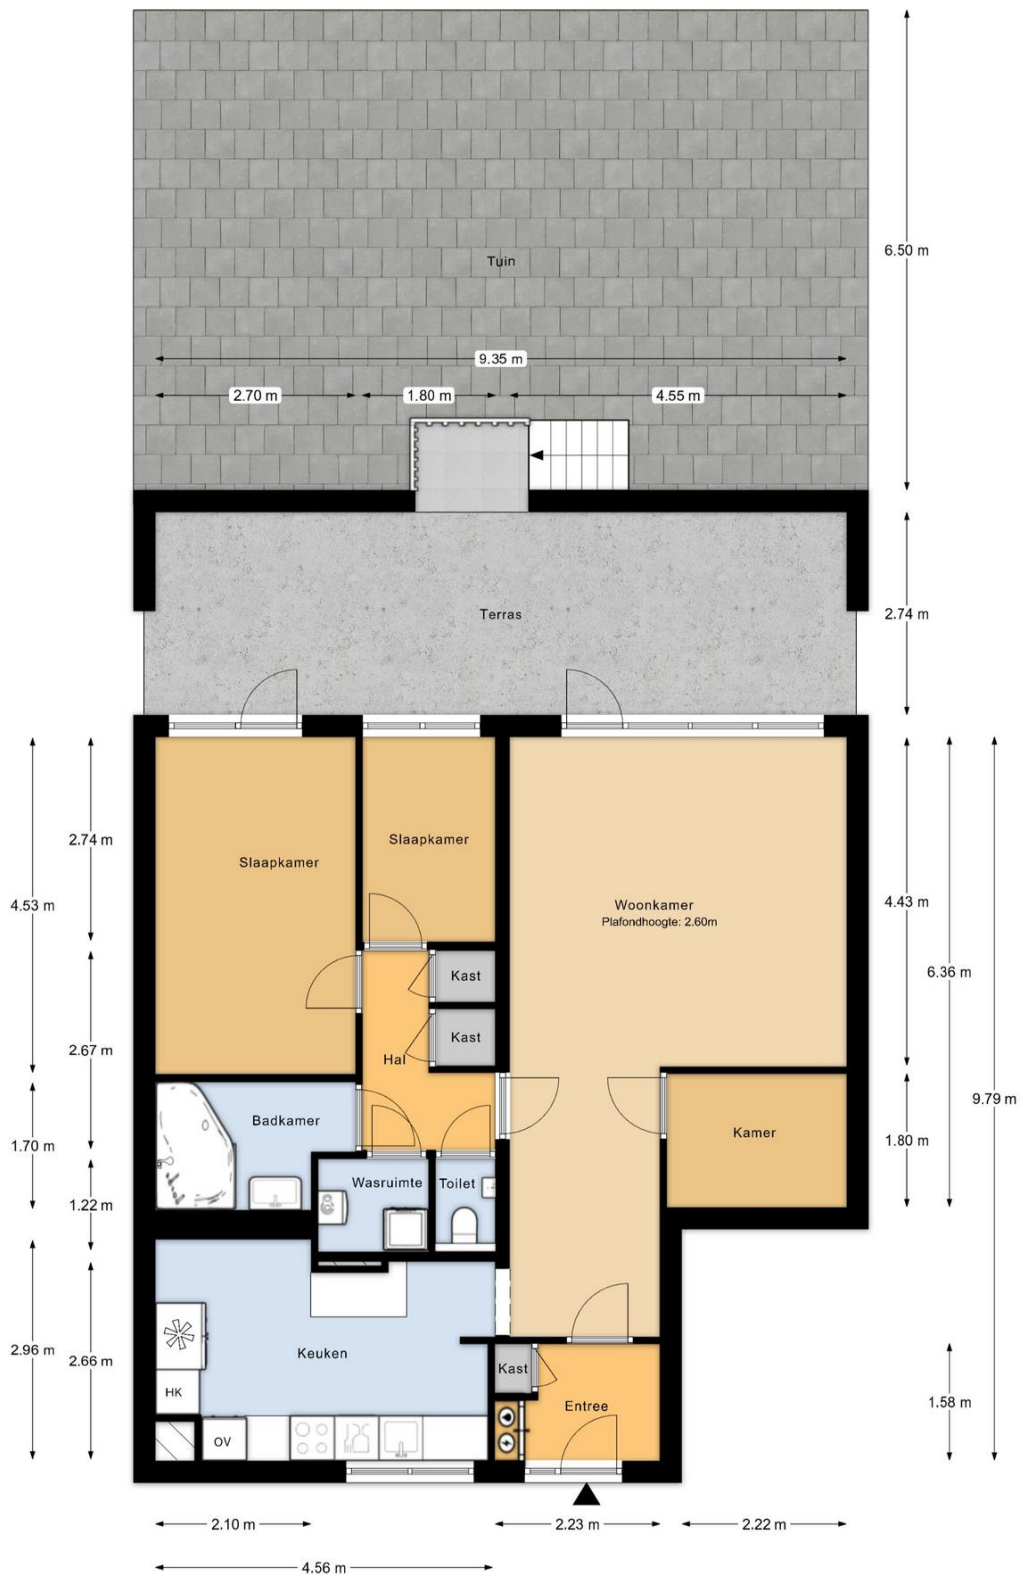 6.50 m
Tuin
9.35 m
2.70 m
1.80 m
4.55 m
Terras
2.74 m
2.74 m
Slaapkamer
Slaapkamer
Woonkamer
Plafondhoogte: 2.60m
4.53 m
4.43 m
6.36 m
Kast
Kast
Hal
2.67 m
9.79 m
Badkamer
Kamer
1.70 m
1.80 m
Wasruimte
Toilet
1.22 m
Keuken
2.96 m
2.66 m
Kast
HK
Entree
1.58 m
OV
2.10 m
2.23 m
2.22 m
4.56 m